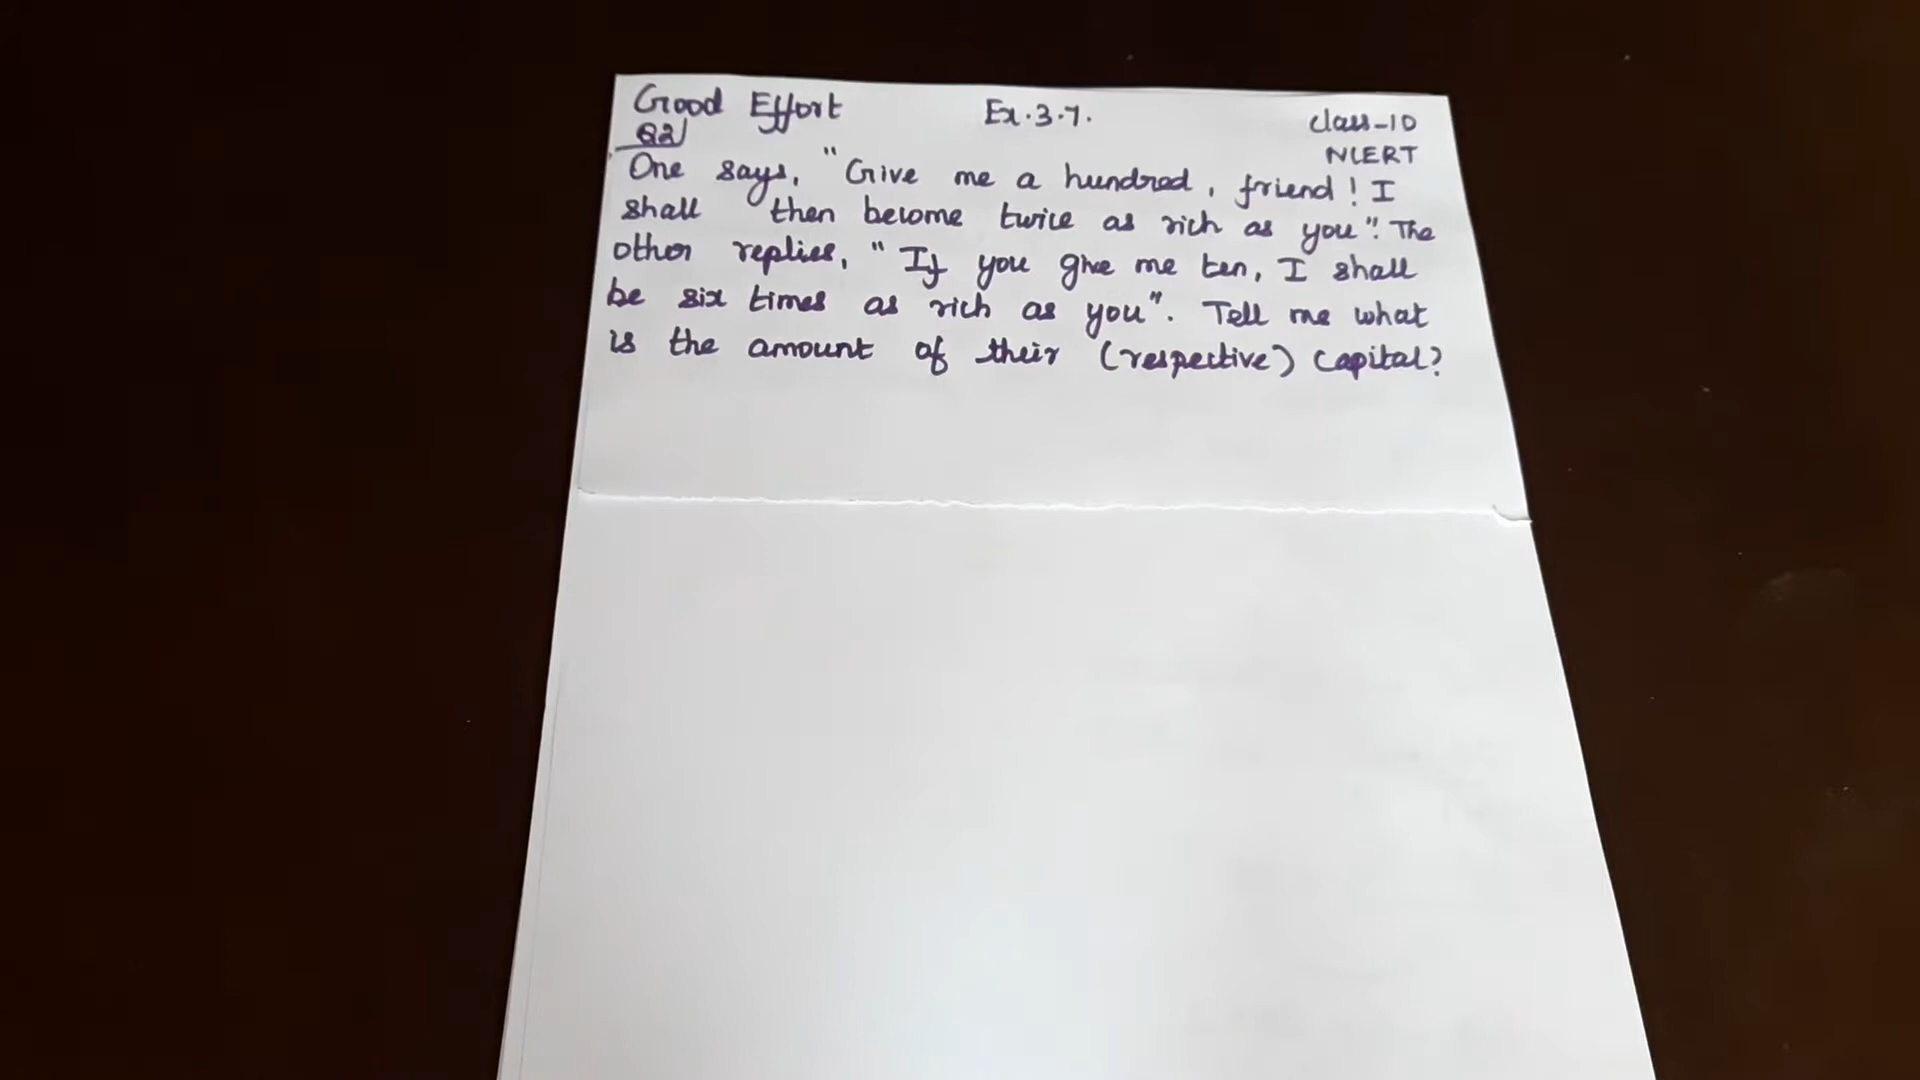 Good Effort Ex.3.7. Class-10
Q2 NCERT
One says, "Give me a hundred, friend! I
shall then become twice as rich as you". The
other replies, "If you give me ten, I shall
be six times as rich as you". Tell me what
is the amount of their (respective) Capital?